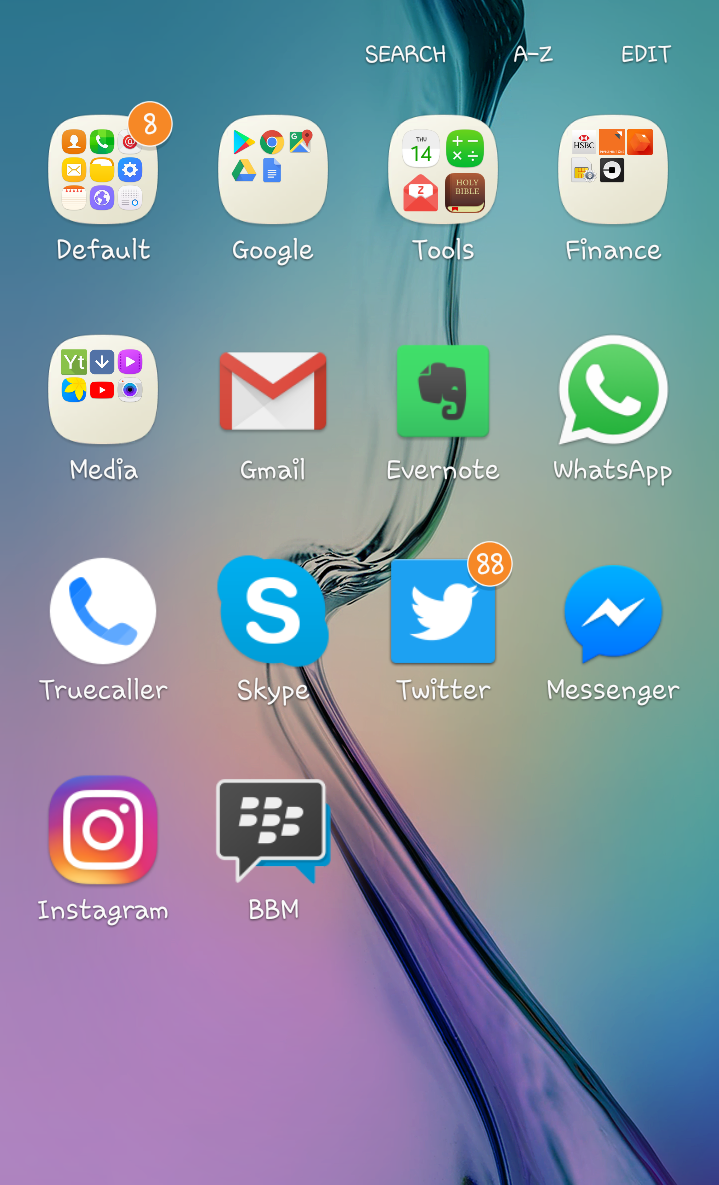 SEARCH A-Z EDIT
8
THU
14
Z
HOLY
BIBLE
HSBC
Default Google Tools Finance
Yt
Media Gmail Evernote WhatsApp
S
88
Truecaller Skype Twitter Messenger
Instagram BBM